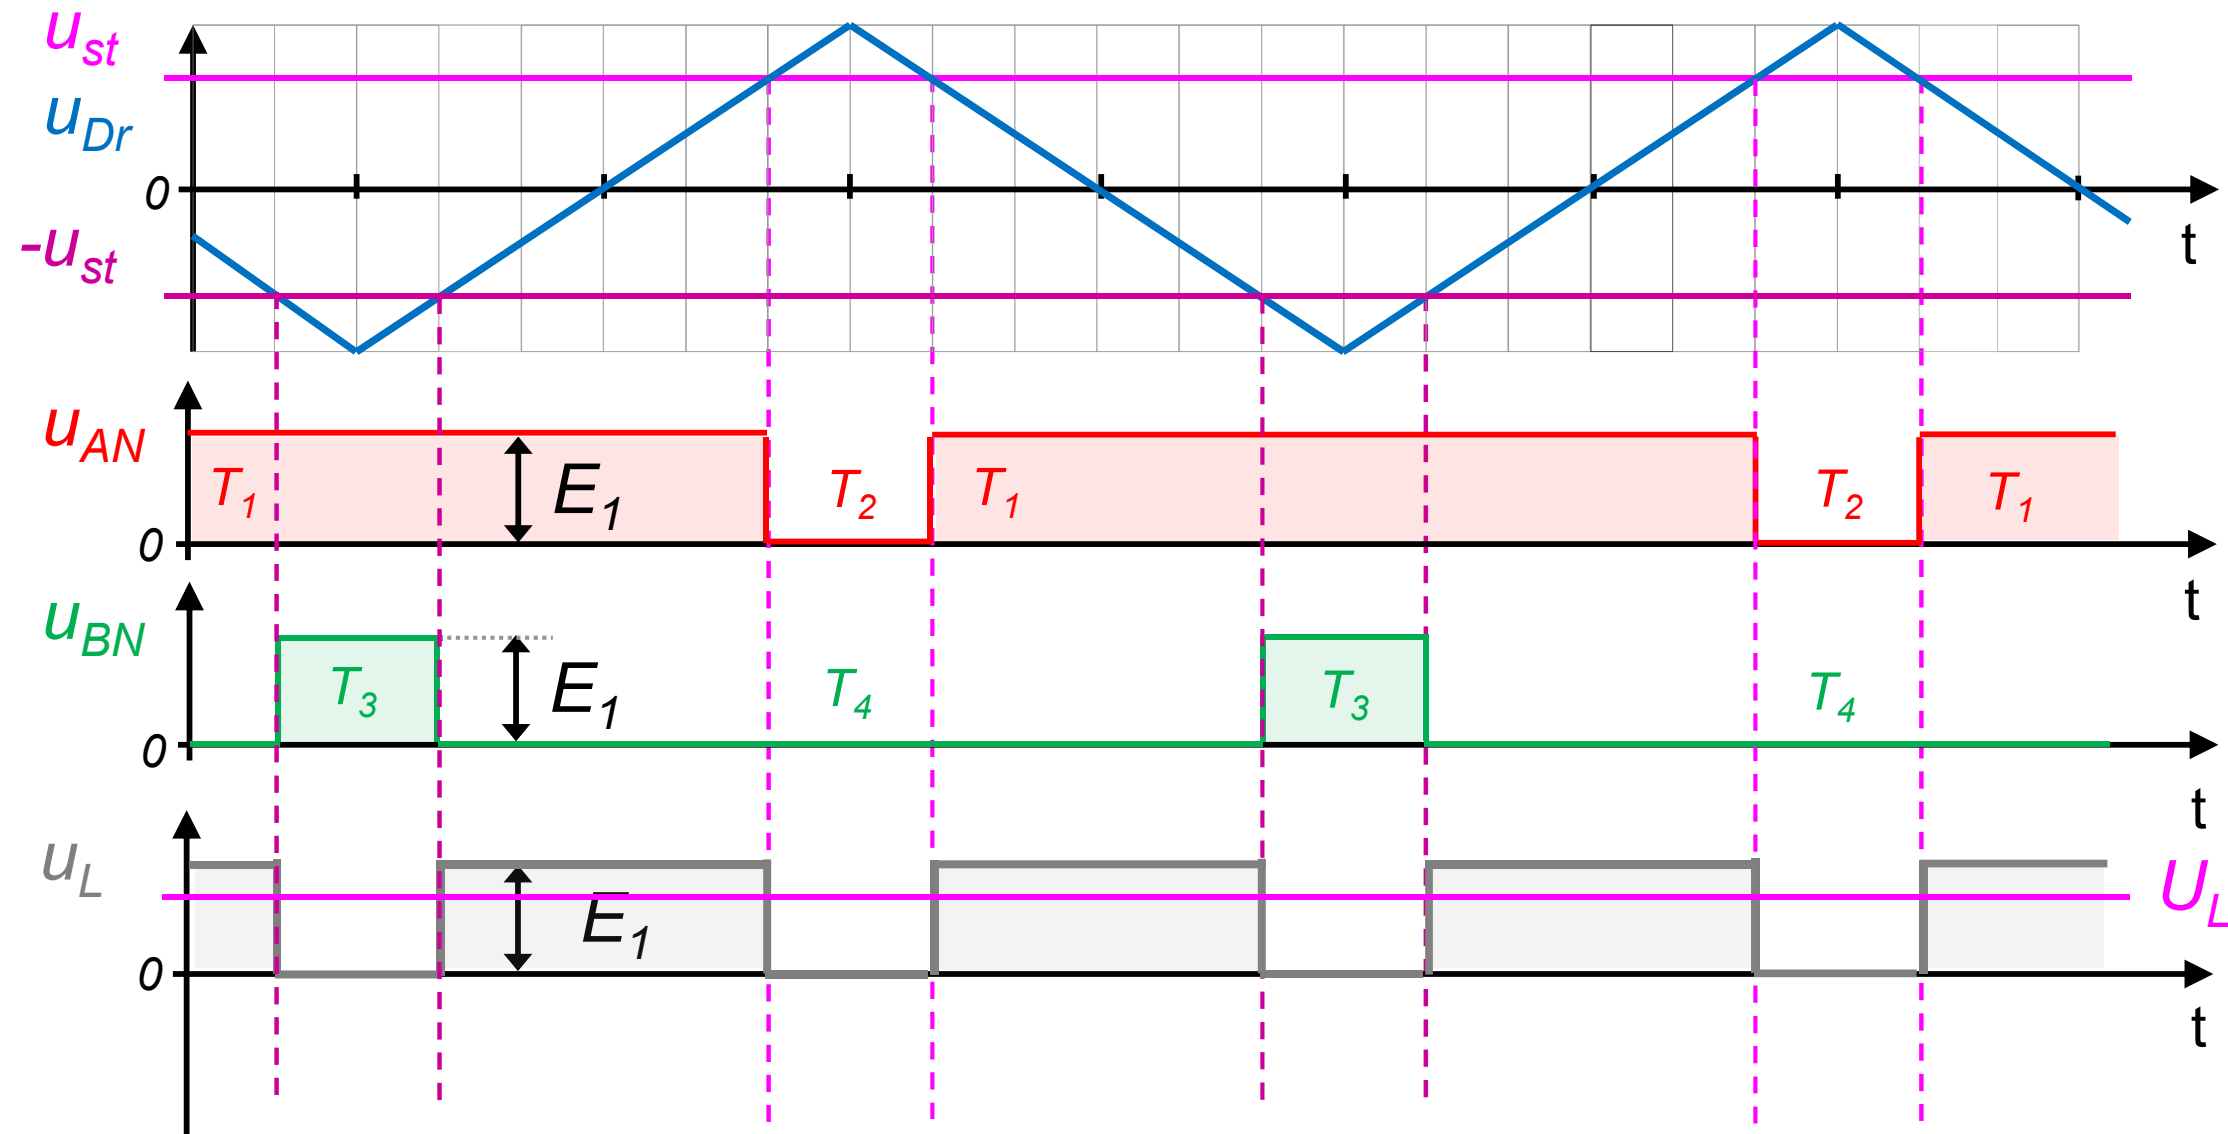 u_st
u_Dr
0
-u_st
t
u_AN
T_1 E_1 T_2 T_1 T_2 T_1
0
t
u_BN
T_3 E_1 T_4 T_3 T_4
0
t
u_L
E_1
U_L
0
t